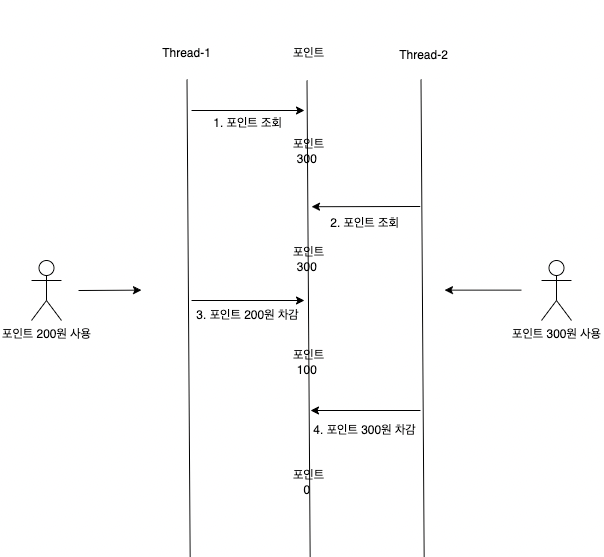 Thread-1
포인트
Thread-2
1. 포인트 조회
포인트
300
2. 포인트 조회
포인트
300
3. 포인트 200원 차감
포인트 200원 사용
포인트 300원 사용
포인트
100
4. 포인트 300원 차감
포인트
0